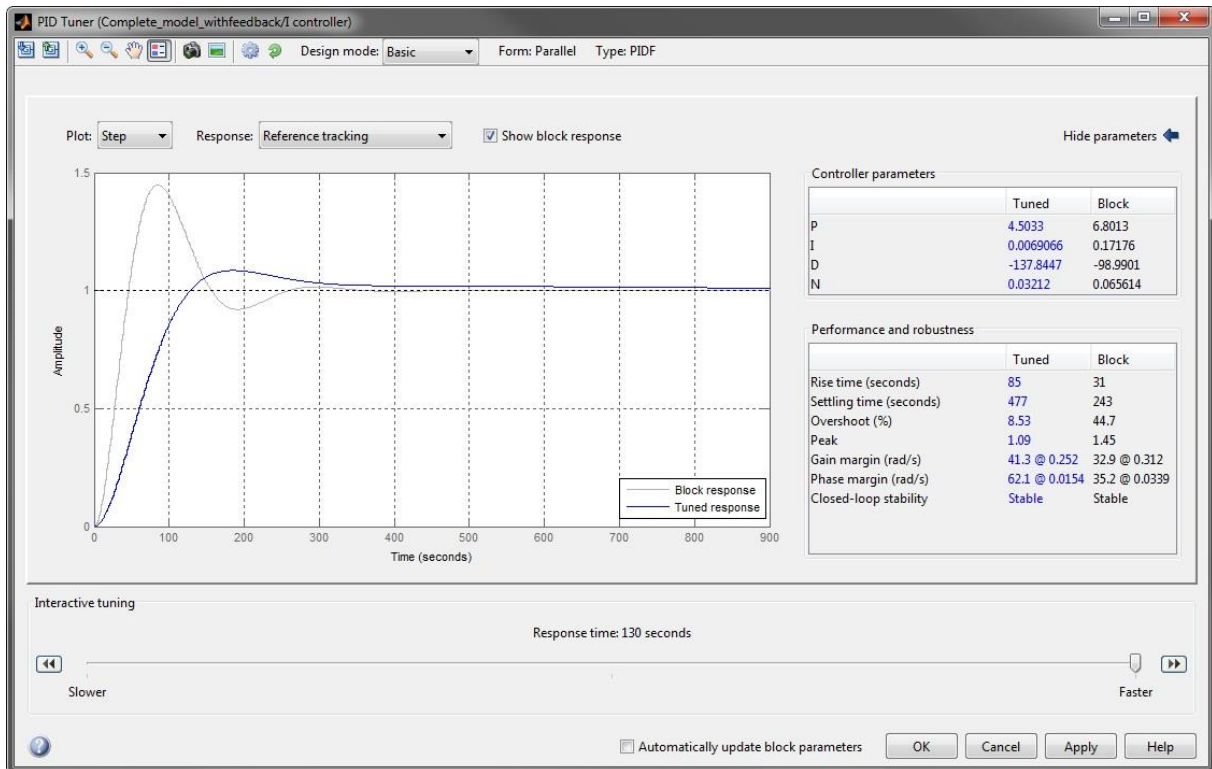 PID Tuner (Complete_model_withfeedback/I controller)
Design mode: Basic Form: Parallel Type: PIDF
Plot: Step Response: Reference tracking Show block response Hide parameters
1.5
1
0.5
0
Amplitude
0 100 200 300 400 500 600 700 800 900
Time (seconds)
Block response
Tuned response
Controller parameters
Tuned Block
P 4.5033 6.8013
I 0.0069066 0.17176
D -137.8447 -98.9901
N 0.03212 0.065614
Performance and robustness
Tuned Block
Rise time (seconds) 85 31
Settling time (seconds) 477 243
Overshoot (%) 8.53 44.7
Peak 1.09 1.45
Gain margin (rad/s) 41.3 @ 0.252 32.9 @ 0.312
Phase margin (rad/s) 62.1 @ 0.0154 35.2 @ 0.0339
Closed-loop stability Stable Stable
Interactive tuning
Response time: 130 seconds
Slower Faster
Automatically update block parameters OK Cancel Apply Help